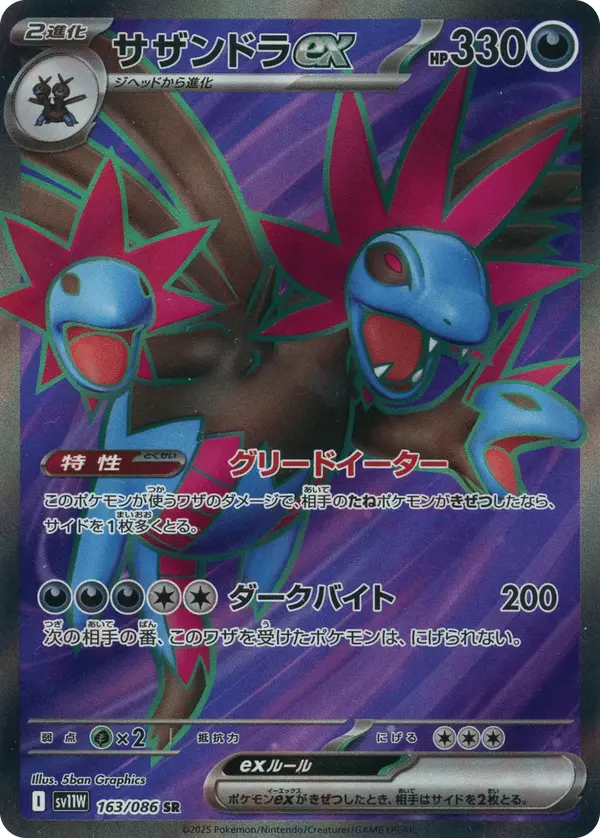 2進化
サザンドラex
HP330
ジヘッドから進化
特性
とくせい
グリードイーター
このポケモンが使うワザのダメージで、相手のたねポケモンがきぜつしたなら、
サイドを1枚多くとる。
ダークバイト 200
次の相手の番、このワザを受けたポケモンは、にげられない。
弱点 ×2 抵抗力 にげる
exルール
ポケモンexがきぜつしたとき、相手はサイドを2枚とる。
Illus. 5ban Graphics
I sv11W 163/086 SR
©2025 Pokémon/Nintendo/Creatures/GAME FREAK